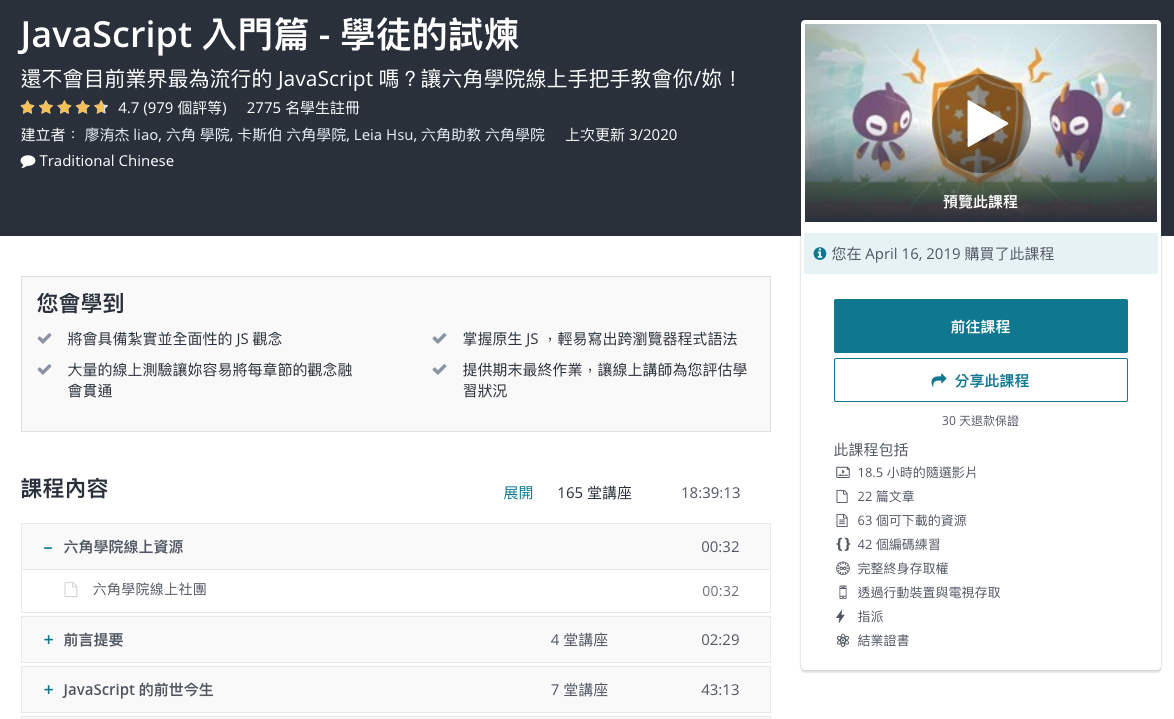 JavaScript 入門篇 - 學徒的試煉
還不會目前業界最為流行的 JavaScript 嗎？讓六角學院線上手把手教會你/妳！
4.7 (979 個評等) 2775 名學生註冊
建立者： 廖洧杰 liao, 六角 學院, 卡斯伯 六角學院, Leia Hsu, 六角助教 六角學院 上次更新 3/2020
Traditional Chinese
預覽此課程
您在 April 16, 2019 購買了此課程
前往課程
分享此課程
30 天退款保證
此課程包括
18.5 小時的隨選影片
22 篇文章
63 個可下載的資源
42 個編碼練習
完整終身存取權
透過行動裝置與電視存取
指派
結業證書
您會學到
將會具備紮實並全面性的 JS 觀念
掌握原生 JS ，輕易寫出跨瀏覽器程式語法
大量的線上測驗讓妳容易將每章節的觀念融
會貫通
提供期末最終作業，讓線上講師為您評估學
習狀況
課程內容 展開 165 堂講座 18:39:13
– 六角學院線上資源 00:32
六角學院線上社團 00:32
+ 前言提要 4 堂講座 02:29
+ JavaScript 的前世今生 7 堂講座 43:13